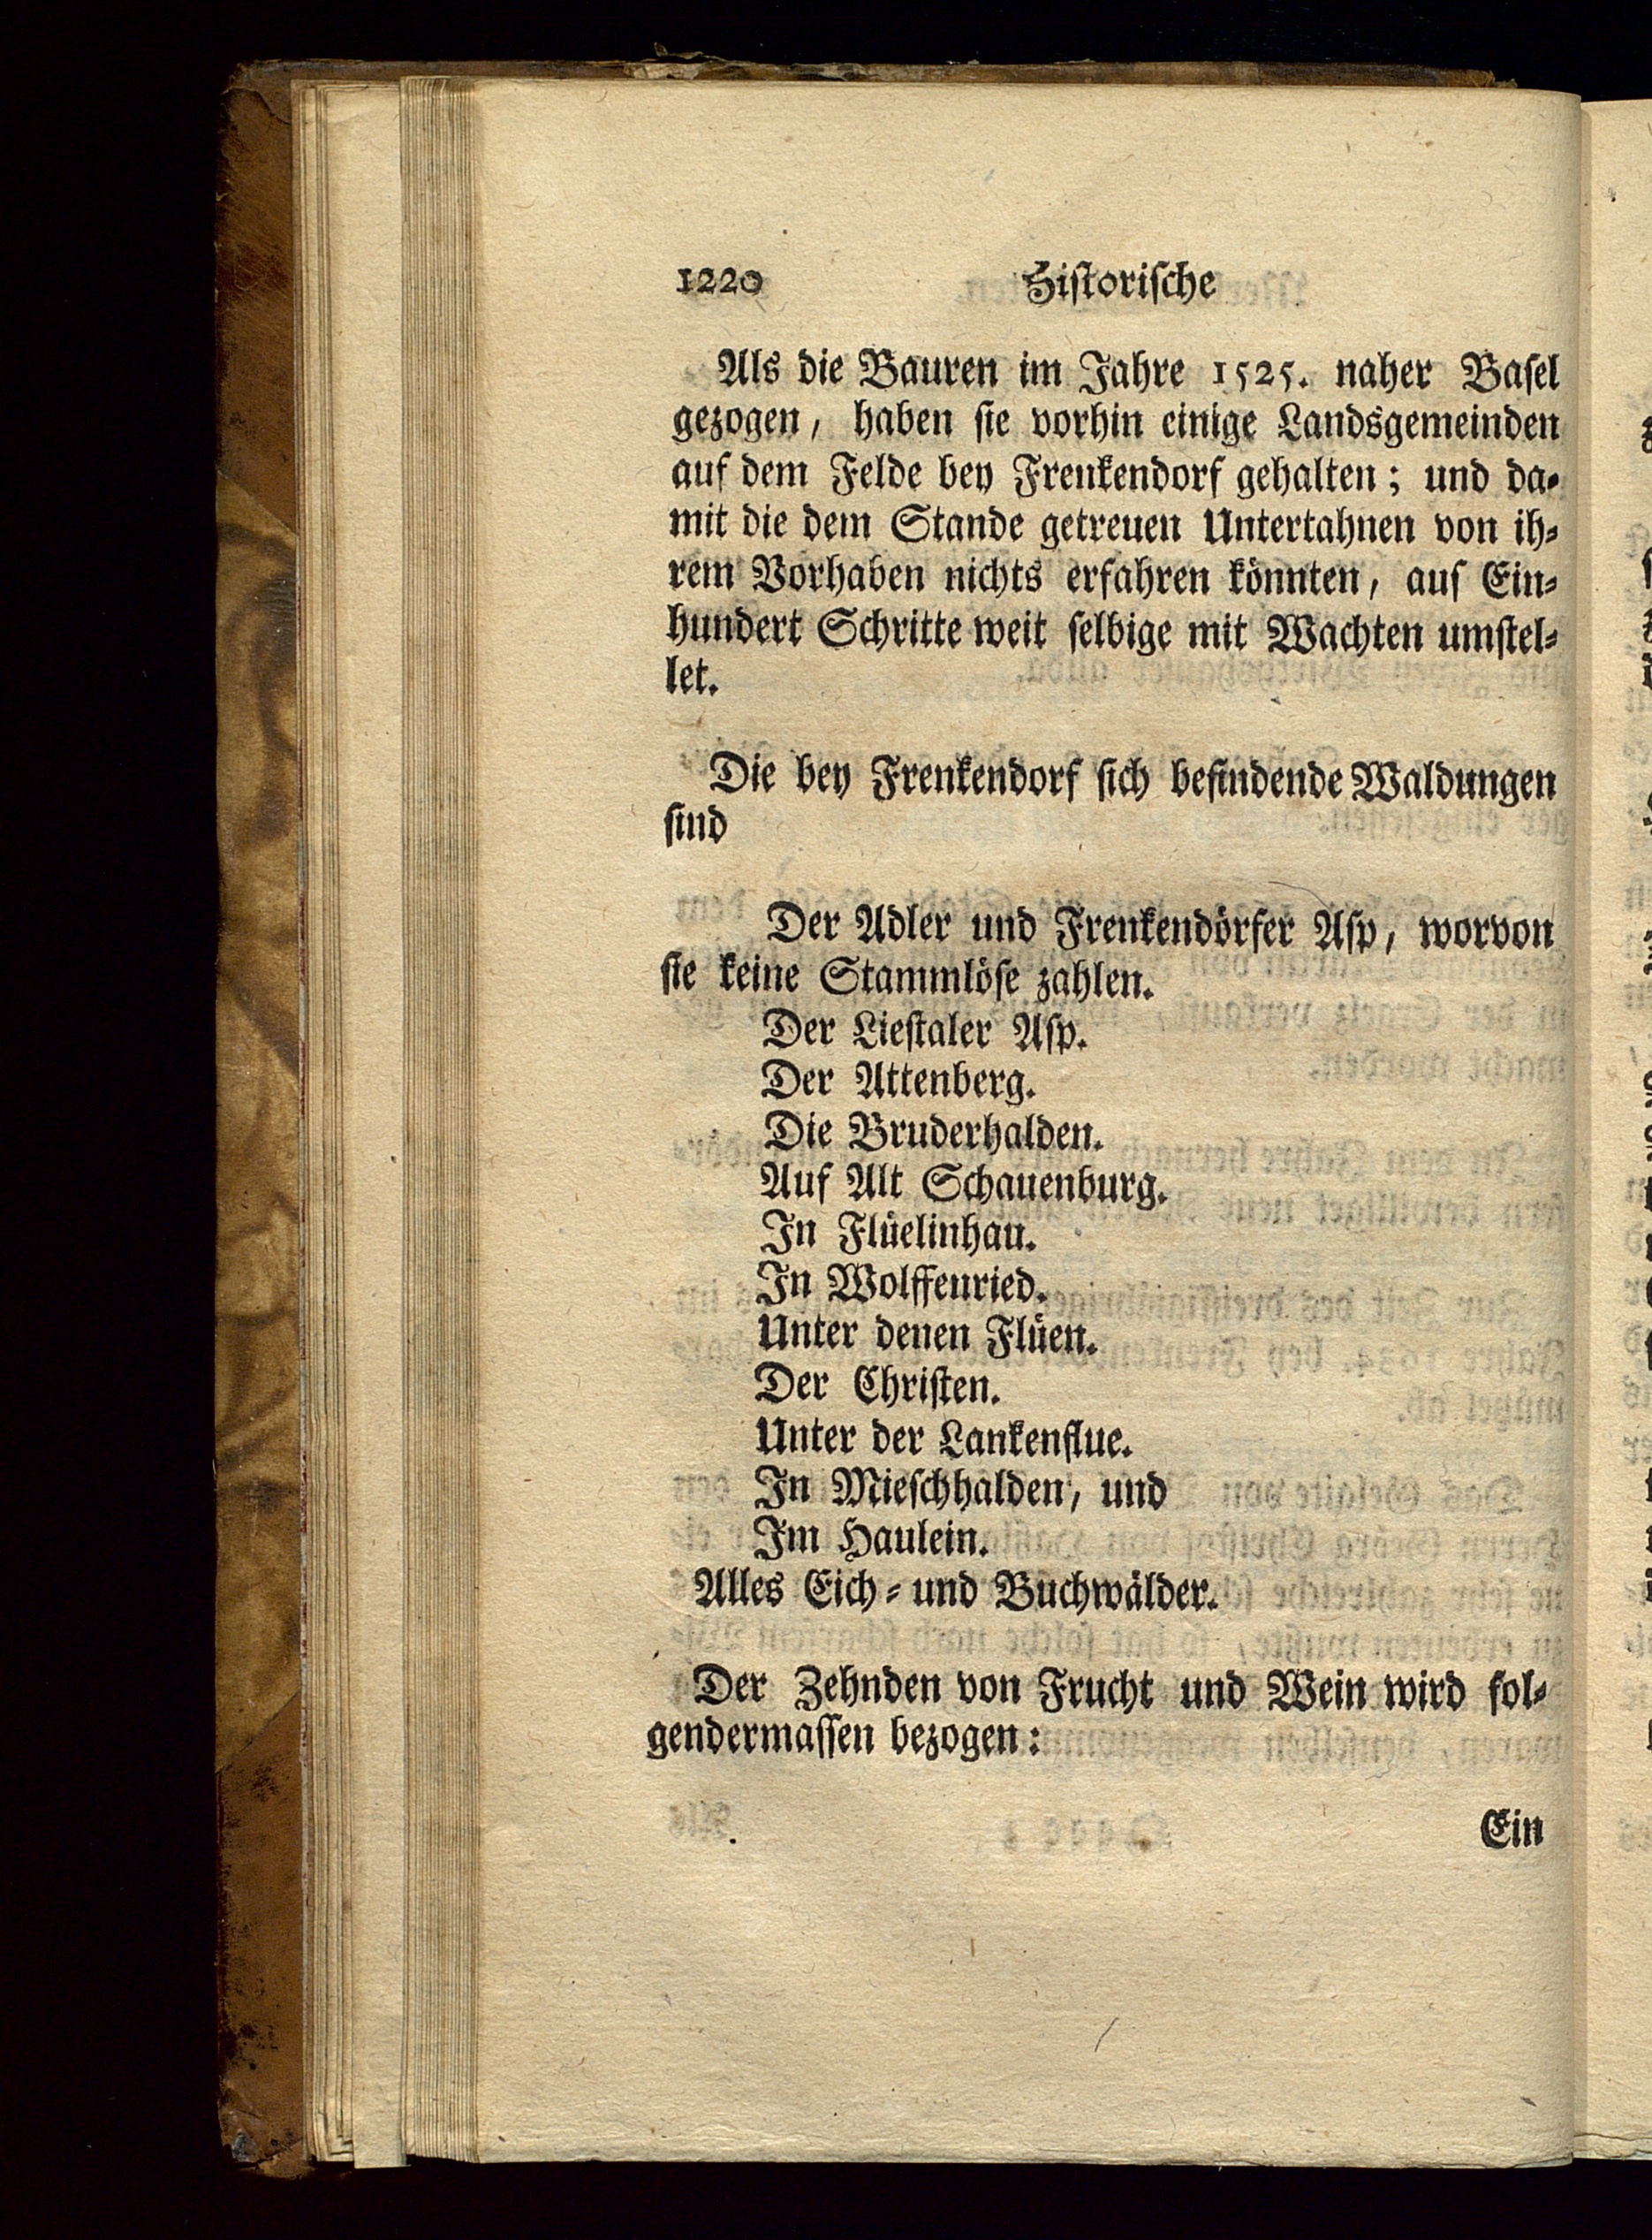 1220 Historische
Als die Bauren im Jahre 1525. naher Basel
gezogen, haben sie vorhin einige Landsgemeinden
auf dem Felde bey Frenkendorf gehalten; und da-
mit die dem Stande getreuen Untertahnen von ih-
rem Vorhaben nichts erfahren könnten, auf Ein-
hundert Schritte weit selbige mit Wachten umstel-
let.
Die bey Frenkendorf sich befindende Waldungen
sind
Der Adler und Frenkendörfer Asp, worvon
sie keine Stammlöse zahlen.
Der Liestaler Asp.
Der Attenberg.
Die Bruderhalden.
Auf Alt Schauenburg.
In Flüelinhau.
In Wolffenried.
Unter denen Flüen.
Der Christen.
Unter der Lankenflue.
In Mieschhalden, und
Im Haulein.
Alles Eich- und Buchwälder.
Der Zehnden von Frucht und Wein wird fol-
gendermassen bezogen:
Ein